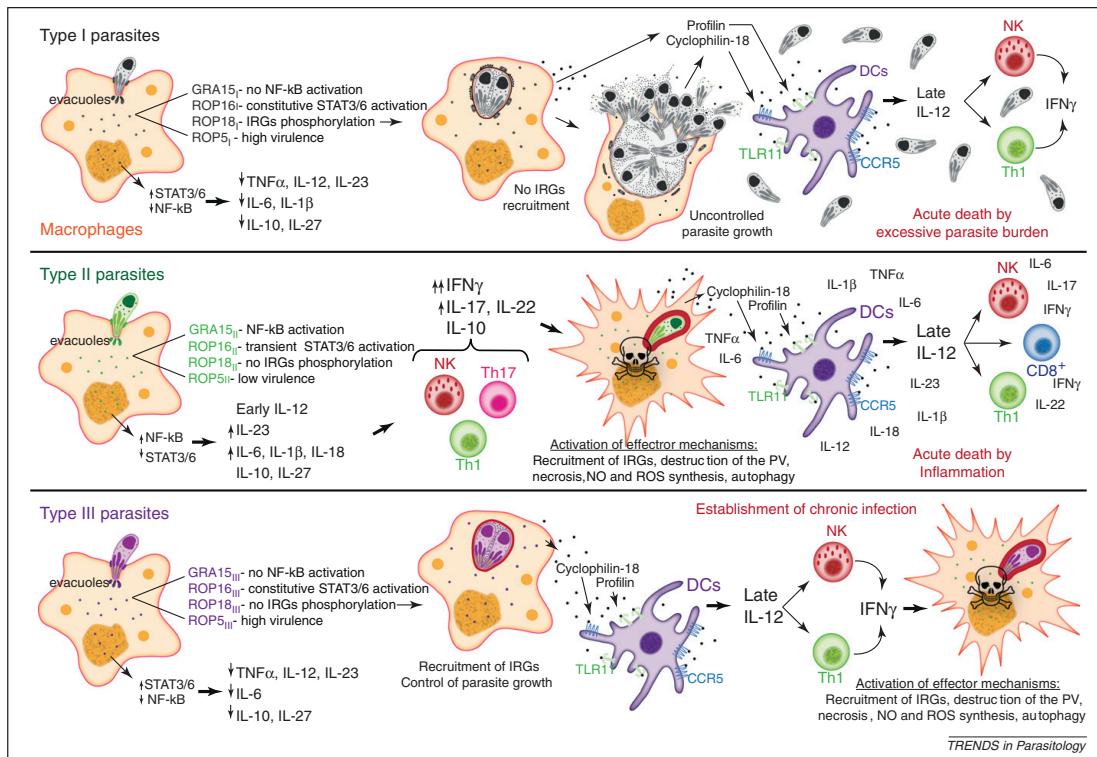 Type I parasites
evacuoles
GRA15I- no NF-kB activation
ROP16I- constitutive STAT3/6 activation
ROP18I- IRGs phosphorylation
ROP5I- high virulence
STAT3/6
NF-kB
TNFα, IL-12, IL-23
IL-6, IL-1β
IL-10, IL-27
Macrophages
No IRGs
recruitment
Profilin
Cyclophilin-18
Uncontrolled
parasite growth
DCs
TLR11
CCR5
Late
IL-12
NK
IFNγ
Th1
Acute death by
excessive parasite burden
Type II parasites
evacuoles
GRA15II- NF-kB activation
ROP16II- transient STAT3/6 activation
ROP18II- no IRGs phosphorylation
ROP5II- low virulence
NF-kB
STAT3/6
Early IL-12
IL-23
IL-6, IL-1β, IL-18
IL-10, IL-27
IFNγ
IL-17, IL-22
IL-10
NK
Th17
Th1
Activation of effectror mechanisms:
Recruitment of IRGs, destruction of the PV,
necrosis,NO and ROS synthesis, autophagy
Cyclophilin-18
Profilin
TNFα
IL-6
IL-1β
TNFα
IL-6
DCs
TLR11
CCR5
IL-12
IL-18
IL-23
IL-1β
Late
IL-12
NK
IL-6
IL-17
IFNγ
CD8+
IFNγ
IL-22
Th1
Acute death by
Inflammation
Type III parasites
evacuoles
GRA15III- no NF-kB activation
ROP16III- constitutive STAT3/6 activation
ROP18III- no IRGs phosphorylation
ROP5III- high virulence
STAT3/6
NF-kB
TNFα, IL-12, IL-23
IL-6
IL-10, IL-27
Recruitment of IRGs
Control of parasite growth
Cyclophilin-18
Profilin
DCs
TLR11
CCR5
Establishment of chronic infection
Late
IL-12
NK
IFNγ
Th1
Activation of effector mechanisms:
Recruitment of IRGs, destruction of the PV,
necrosis , NO and ROS synthesis, autophagy
TRENDS in Parasitology